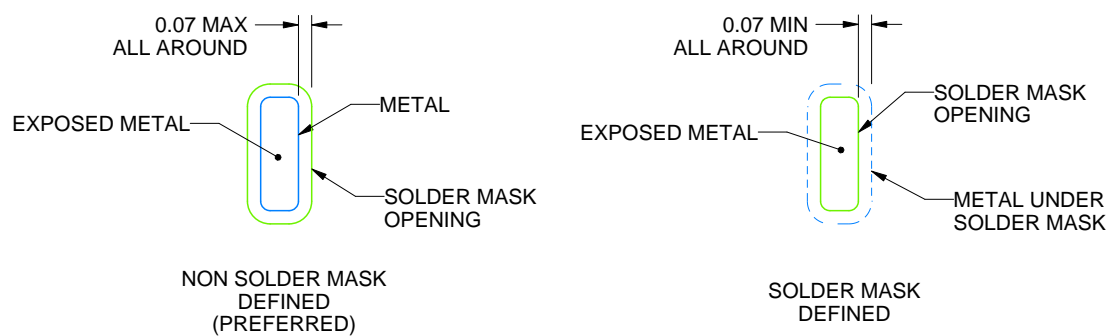 0.07 MAX
ALL AROUND
METAL
EXPOSED METAL
SOLDER MASK
OPENING
NON SOLDER MASK
DEFINED
(PREFERRED)
0.07 MIN
ALL AROUND
SOLDER MASK
OPENING
EXPOSED METAL
METAL UNDER
SOLDER MASK
SOLDER MASK
DEFINED